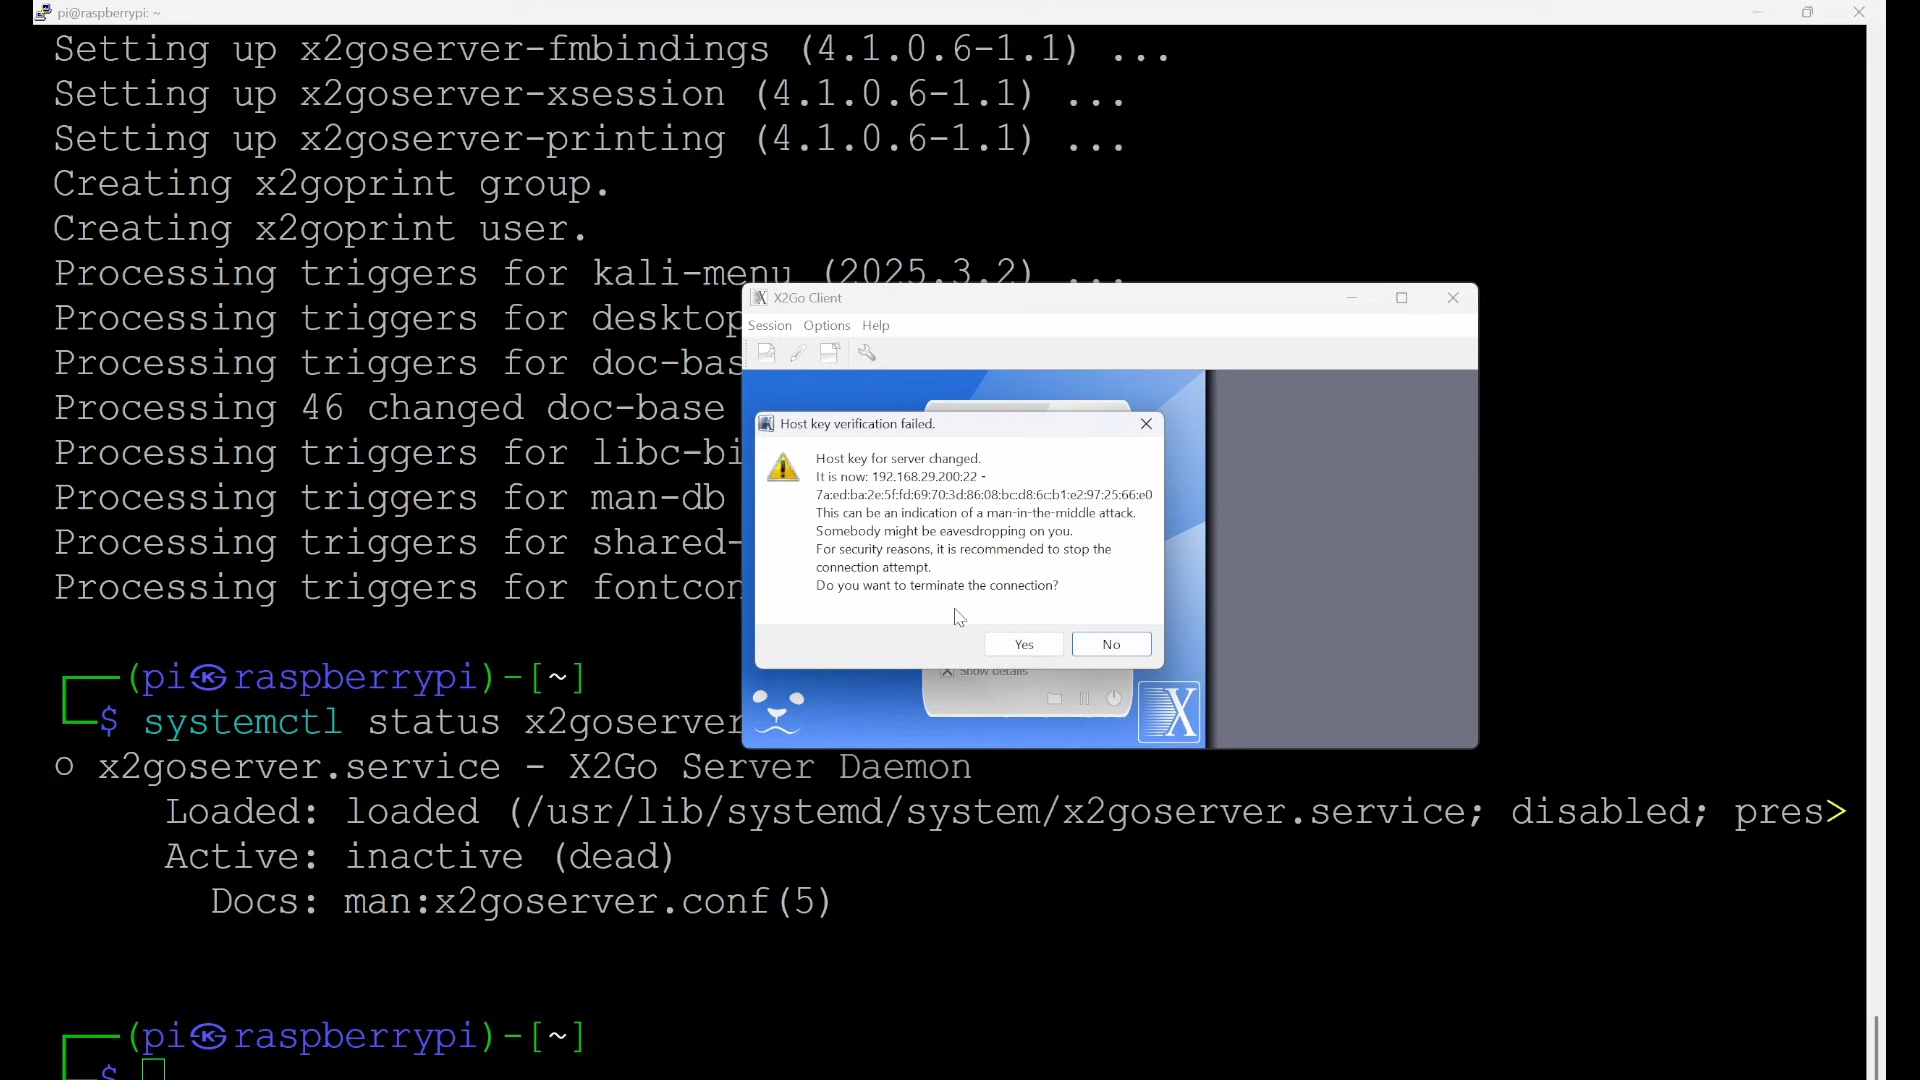 pi@raspberrypi: ~
Setting up x2goserver-fmbindings (4.1.0.6-1.1) ...
Setting up x2goserver-xsession (4.1.0.6-1.1) ...
Setting up x2goserver-printing (4.1.0.6-1.1) ...
Creating x2goprint group.
Creating x2goprint user.
Processing triggers for kali-menu (2025.3.2) ...
Processing triggers for desktop
Processing triggers for doc-bas
Processing 46 changed doc-base
Processing triggers for libc-bi
Processing triggers for man-db
Processing triggers for shared-
Processing triggers for fontcon
X2Go Client
Session Options Help
Host key verification failed.
Host key for server changed.
It is now: 192.168.29.200:22 -
7a:ed:ba:2e:5f:fd:69:70:3d:86:08:bc:d8:6c:b1:e2:97:25:66:e0
This can be an indication of a man-in-the-middle attack.
Somebody might be eavesdropping on you.
For security reasons, it is recommended to stop the
connection attempt.
Do you want to terminate the connection?
Yes No
Show details
X
┌──(pi㉿raspberrypi)-[~]
└─$ systemctl status x2goserver
○ x2goserver.service - X2Go Server Daemon
Loaded: loaded (/usr/lib/systemd/system/x2goserver.service; disabled; pres>
Active: inactive (dead)
Docs: man:x2goserver.conf(5)
┌──(pi㉿raspberrypi)-[~]
└─$